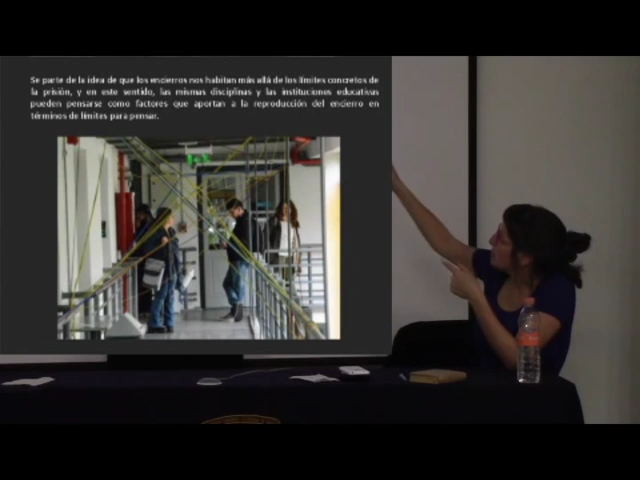 Se parte de la idea de que los encierros nos habitan más allá de los límites concretos de
la prisión, y en este sentido, las mismas disciplinas y las instituciones educativas
pueden pensarse como factores que aportan a la reproducción del encierro en
términos de límites para pensar.